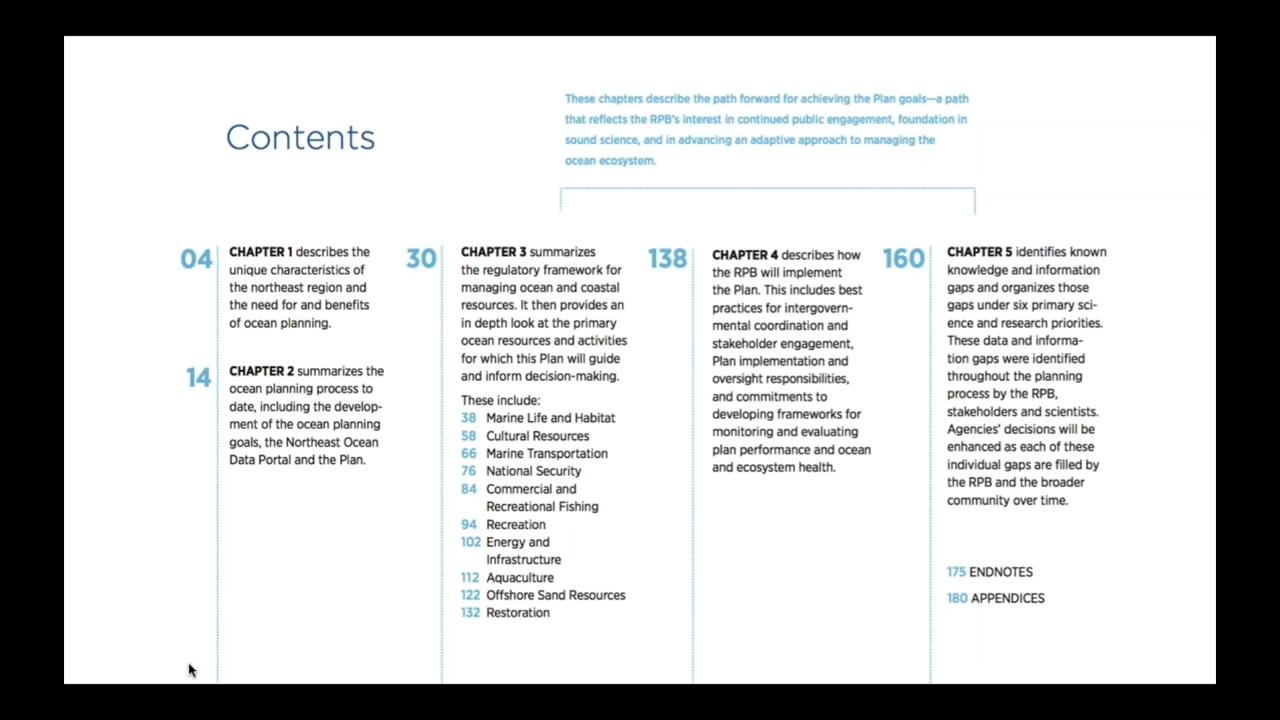 Contents
These chapters describe the path forward for achieving the Plan goals—a path
that reflects the RPB's interest in continued public engagement, foundation in
sound science, and in advancing an adaptive approach to managing the
ocean ecosystem.
04
CHAPTER 1 describes the
unique characteristics of
the northeast region and
the need for and benefits
of ocean planning.
14
CHAPTER 2 summarizes the
ocean planning process to
date, including the develop-
ment of the ocean planning
goals, the Northeast Ocean
Data Portal and the Plan.
30
CHAPTER 3 summarizes
the regulatory framework for
managing ocean and coastal
resources. It then provides an
in depth look at the primary
ocean resources and activities
for which this Plan will guide
and inform decision-making.
These include:
38 Marine Life and Habitat
58 Cultural Resources
66 Marine Transportation
76 National Security
84 Commercial and
Recreational Fishing
94 Recreation
102 Energy and
Infrastructure
112 Aquaculture
122 Offshore Sand Resources
132 Restoration
138
CHAPTER 4 describes how
the RPB will implement
the Plan. This includes best
practices for intergovern-
mental coordination and
stakeholder engagement,
Plan implementation and
oversight responsibilities,
and commitments to
developing frameworks for
monitoring and evaluating
plan performance and ocean
and ecosystem health.
160
CHAPTER 5 identifies known
knowledge and information
gaps and organizes those
gaps under six primary sci-
ence and research priorities.
These data and informa-
tion gaps were identified
throughout the planning
process by the RPB,
stakeholders and scientists.
Agencies' decisions will be
enhanced as each of these
individual gaps are filled by
the RPB and the broader
community over time.
175 ENDNOTES
180 APPENDICES